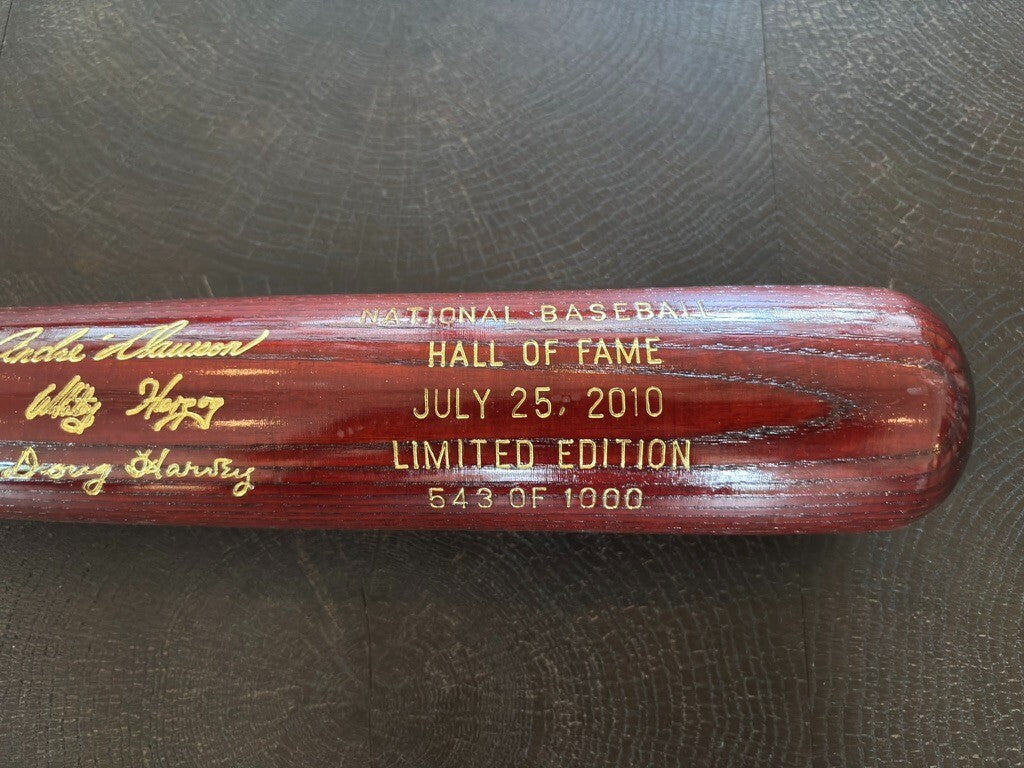 Andre Dawson
Whitey Herzog
Doug Harvey
NATIONAL BASEBALL
HALL OF FAME
JULY 25, 2010
LIMITED EDITION
543 OF 1000